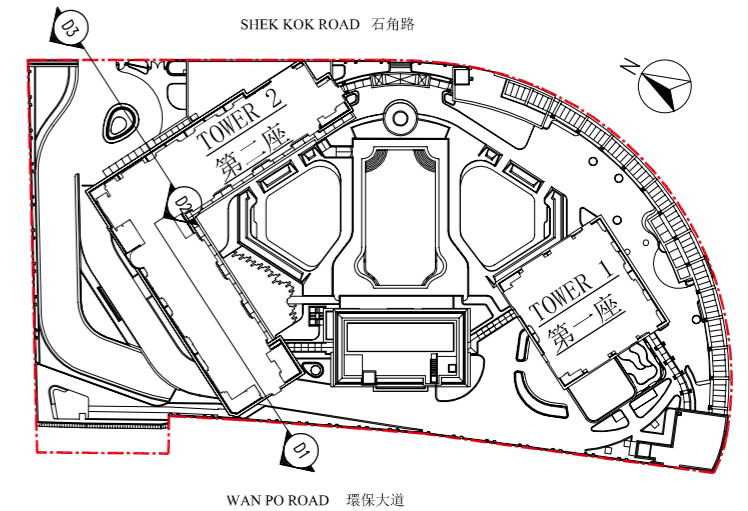 SHEK KOK ROAD 石角路
D3
N
TOWER 2
第二座
D2
TOWER 1
第一座
D1
WAN PO ROAD 環保大道